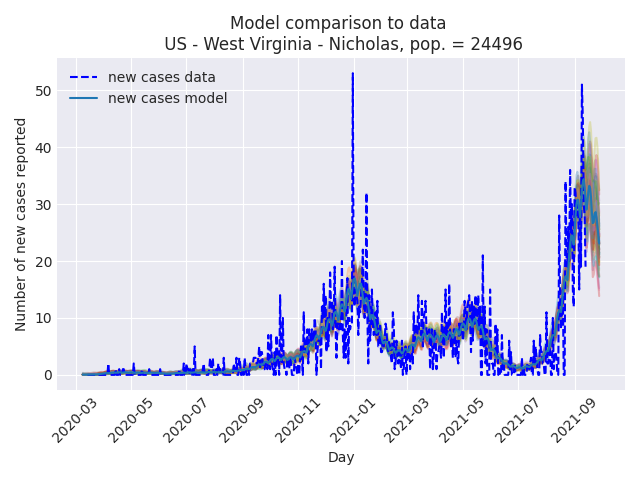 Model comparison to data
US - West Virginia - Nicholas, pop. = 24496
new cases data
new cases model
Number of new cases reported
50
40
30
20
10
0
2020-03
2020-05
2020-07
2020-09
2020-11
2021-01
2021-03
2021-05
2021-07
2021-09
Day